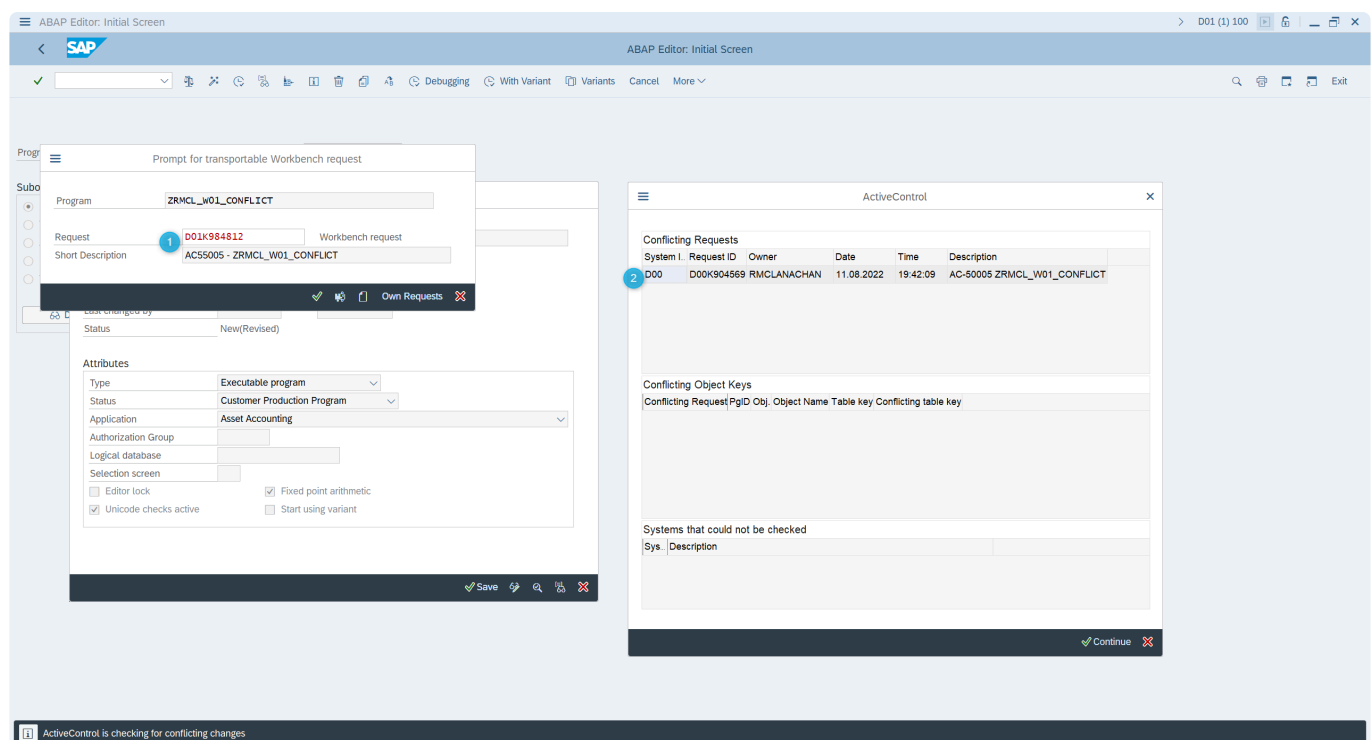 ABAP Editor: Initial Screen
D01 (1) 100
SAP
ABAP Editor: Initial Screen
Debugging
With Variant
Variants
Cancel
More
Exit
Progr
Prompt for transportable Workbench request
Program
ZRMCL_W01_CONFLICT
Request
1
D01K984812
Workbench request
Short Description
AC55005 - ZRMCL_W01_CONFLICT
Own Requests
Subo
D
Last changed by
Status
New(Revised)
Attributes
Type
Executable program
Status
Customer Production Program
Application
Asset Accounting
Authorization Group
Logical database
Selection screen
Editor lock
Fixed point arithmetic
Unicode checks active
Start using variant
Save
ActiveControl
Conflicting Requests
System I.. Request ID Owner Date Time Description
2
D00 D00K904569 RMCLANACHAN 11.08.2022 19:42:09 AC-50005 ZRMCL_W01_CONFLICT
Conflicting Object Keys
Conflicting Request PgID Obj. Object Name Table key Conflicting table key
Systems that could not be checked
Sys.. Description
Continue
ActiveControl is checking for conflicting changes